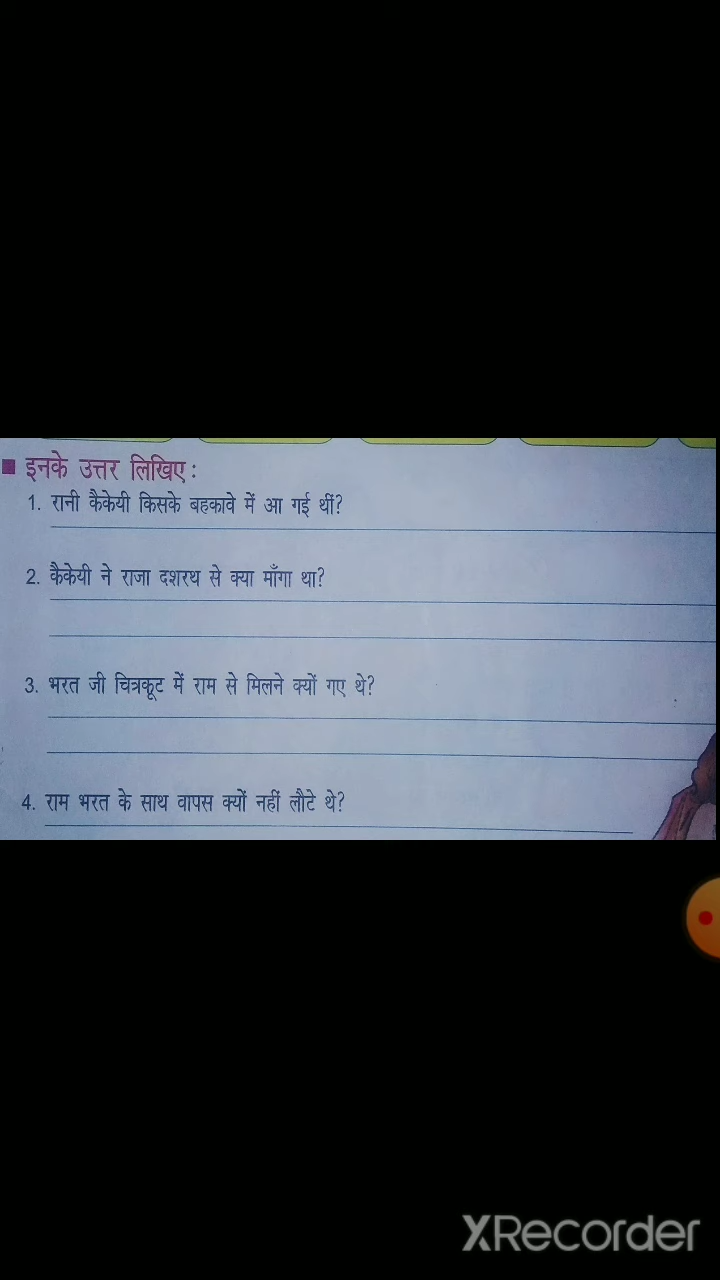 ■ इनके उत्तर लिखिए :
1. रानी कैकेयी किसके बहकावे में आ गई थीं?
2. कैकेयी ने राजा दशरथ से क्या माँगा था?
3. भरत जी चित्रकूट में राम से मिलने क्यों गए थे?
4. राम भरत के साथ वापस क्यों नहीं लौटे थे?
XRecorder